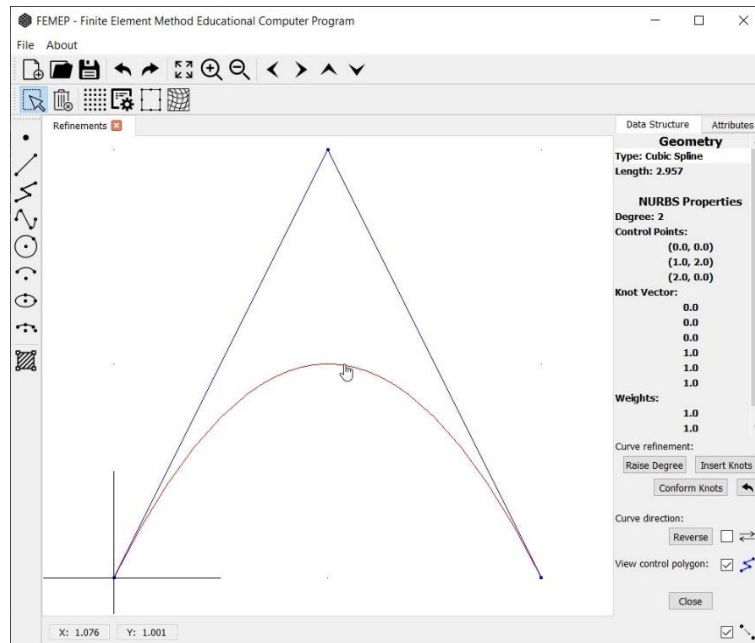 FEMEP - Finite Element Method Educational Computer Program
File About
Refinements
Data Structure Attributes
Geometry
Type: Cubic Spline
Length: 2.957
NURBS Properties
Degree: 2
Control Points:
(0.0, 0.0)
(1.0, 2.0)
(2.0, 0.0)
Knot Vector:
0.0
0.0
0.0
1.0
1.0
1.0
Weights:
1.0
1.0
Curve refinement:
Raise Degree Insert Knots
Conform Knots
Curve direction:
Reverse
View control polygon:
Close
X: 1.076 Y: 1.001